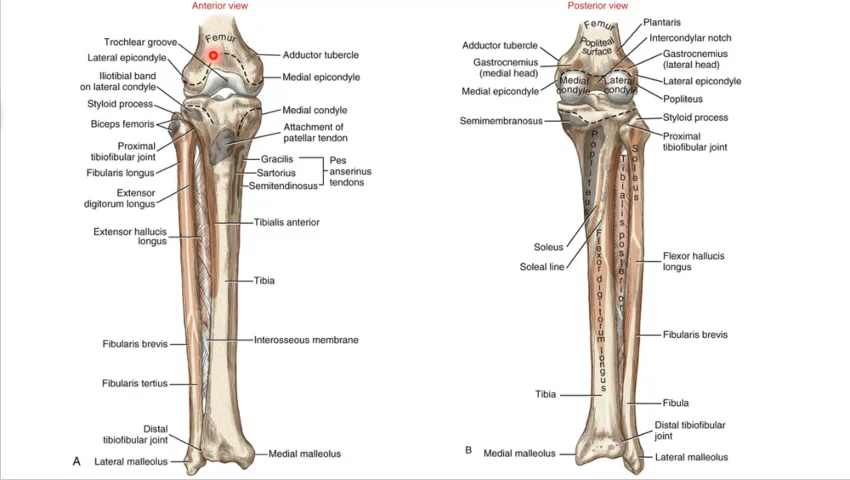 Anterior view
Femur
Trochlear groove
Lateral epicondyle
Iliotibial band
on lateral condyle
Styloid process
Biceps femoris
Proximal
tibiofibular joint
Fibularis longus
Extensor
digitorum longus
Extensor hallucis
longus
Fibularis brevis
Fibularis tertius
Distal
tibiofibular joint
Lateral malleolus
Adductor tubercle
Medial epicondyle
Medial condyle
Attachment of
patellar tendon
Gracilis
Sartorius
Semitendinosus
Pes
anserinus
tendons
Tibialis anterior
Tibia
Interosseous membrane
Medial malleolus
A
Posterior view
Femur
Popliteal
surface
Adductor tubercle
Gastrocnemius
(medial head)
Medial epicondyle
Medial
condyle
Lateral
condyle
Semimembranosus
Popliteus
Soleus
Tibialis posterior
Flexor digitorum longus
Soleus
Soleal line
Tibia
Medial malleolus
Plantaris
Intercondylar notch
Gastrocnemius
(lateral head)
Lateral epicondyle
Popliteus
Styloid process
Proximal
tibiofibular joint
Flexor hallucis
longus
Fibularis brevis
Fibula
Distal tibiofibular
joint
Lateral malleolus
B